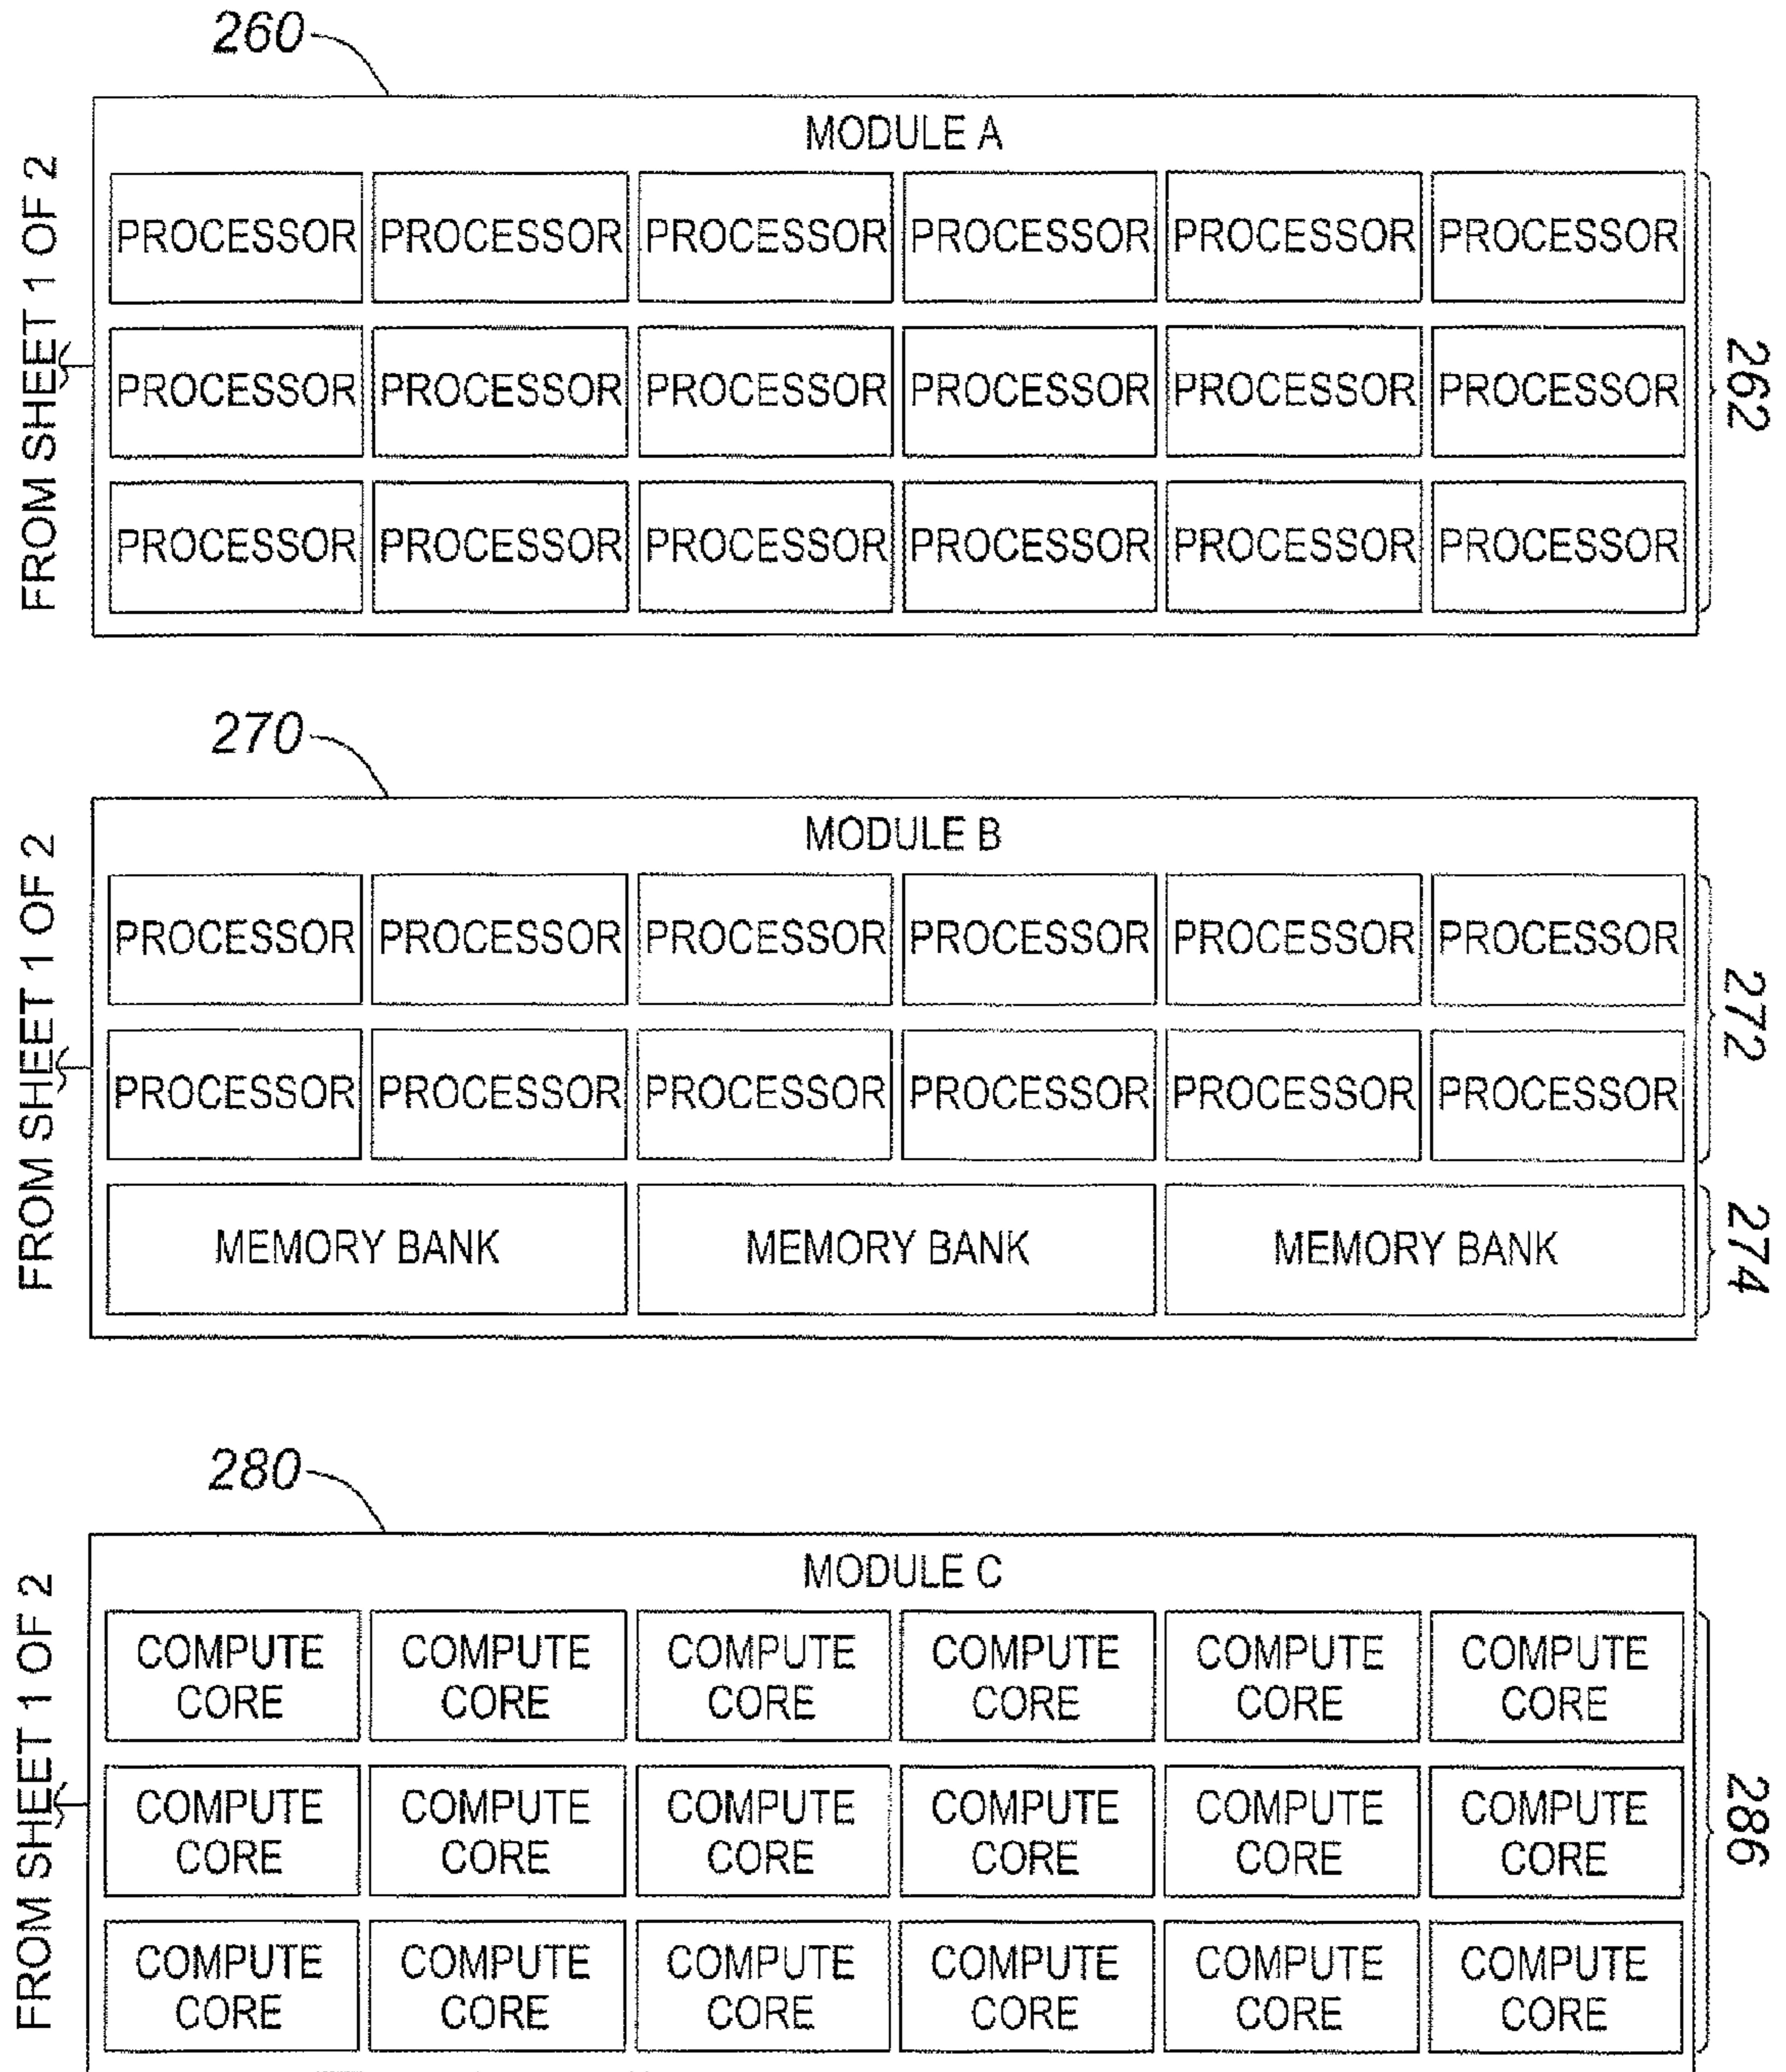 260
MODULE A
FROM SHEET 1 OF 2
PROCESSOR PROCESSOR PROCESSOR PROCESSOR PROCESSOR PROCESSOR
PROCESSOR PROCESSOR PROCESSOR PROCESSOR PROCESSOR PROCESSOR
PROCESSOR PROCESSOR PROCESSOR PROCESSOR PROCESSOR PROCESSOR
262
270
MODULE B
FROM SHEET 1 OF 2
PROCESSOR PROCESSOR PROCESSOR PROCESSOR PROCESSOR PROCESSOR
PROCESSOR PROCESSOR PROCESSOR PROCESSOR PROCESSOR PROCESSOR
272
MEMORY BANK MEMORY BANK MEMORY BANK
274
280
MODULE C
FROM SHEET 1 OF 2
COMPUTE COMPUTE COMPUTE COMPUTE COMPUTE COMPUTE
CORE CORE CORE CORE CORE CORE
COMPUTE COMPUTE COMPUTE COMPUTE COMPUTE COMPUTE
CORE CORE CORE CORE CORE CORE
COMPUTE COMPUTE COMPUTE COMPUTE COMPUTE COMPUTE
CORE CORE CORE CORE CORE CORE
286